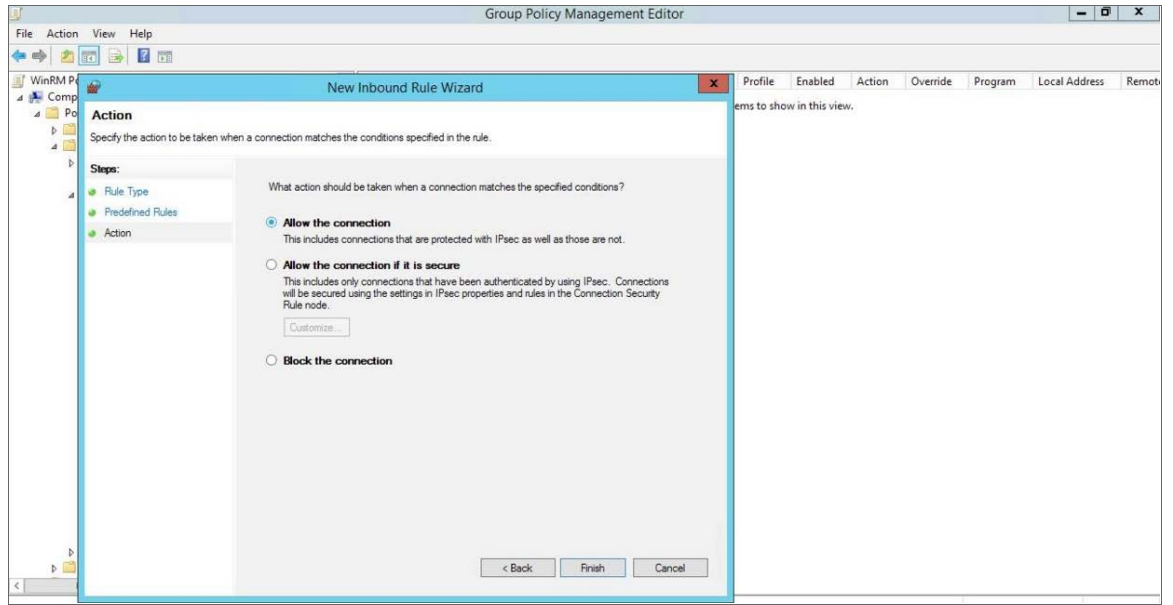 Group Policy Management Editor
File Action View Help
WinRM Po
Comp
Po
New Inbound Rule Wizard
Profile Enabled Action Override Program Local Address Remot
ems to show in this view.
Action
Specify the action to be taken when a connection matches the conditions specified in the rule.
Steps:
Rule Type
Predefined Rules
Action
What action should be taken when a connection matches the specified conditions?
Allow the connection
This includes connections that are protected with IPsec as well as those are not.
Allow the connection if it is secure
This includes only connections that have been authenticated by using IPsec. Connections
will be secured using the settings in IPsec properties and rules in the Connection Security
Rule node.
Customize...
Block the connection
< Back Finish Cancel